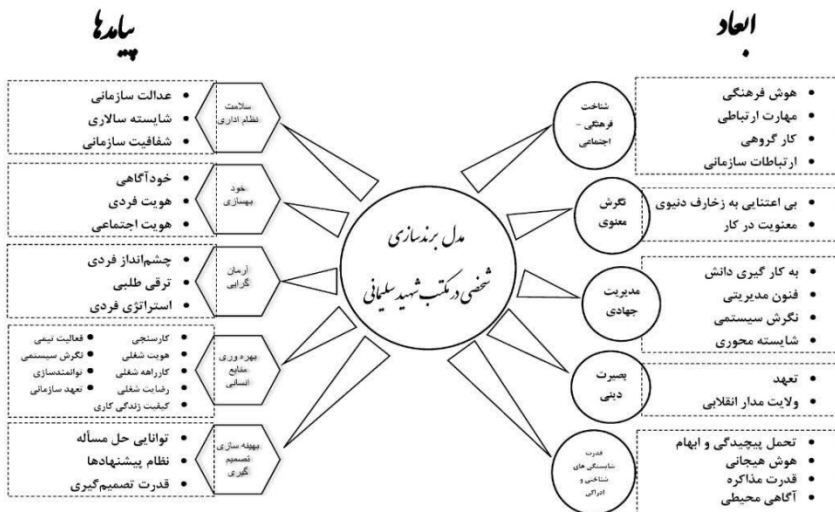 ابعاد
شناخت
فرهنگی –
اجتماعی
• هوش فرهنگی
• مهارت ارتباطی
• کار گروهی
• ارتباطات سازمانی
نگرش
معنوی
• بی اعتنایی به زخارف دنیوی
• معنویت در کار
مدیریت
جهادی
• به کار گیری دانش
• فنون مدیریتی
• نگرش سیستمی
• شایسته محوری
بصیرت
دینی
• تعهد
• ولایت مدار انقلابی
قدرت
شایستگی های
شناختی و
ادراکی
• تحمل پیچیدگی و ابهام
• هوش هیجانی
• قدرت مذاکره
• آگاهی محیطی
مدل برندسازی
شخصی در مکتب شهید سلیمانی
پیامدها
سلامت
نظام اداری
• عدالت سازمانی
• شایسته سالاری
• شفافیت سازمانی
خود
بهسازی
• خودآگاهی
• هویت فردی
• هویت اجتماعی
آرمان
گرایی
• چشم‌انداز فردی
• ترقی طلبی
• استراتژی فردی
بهره وری
منابع
انسانی
• کارسنجی
• هویت شغلی
• کارراهه شغلی
• رضایت شغلی
• کیفیت زندگی کاری
• فعالیت تیمی
• نگرش سیستمی
• توانمندسازی
• تعهد سازمانی
بهینه سازی
تصمیم
گیری
• توانایی حل مسأله
• نظام پیشنهادها
• قدرت تصمیم‌گیری